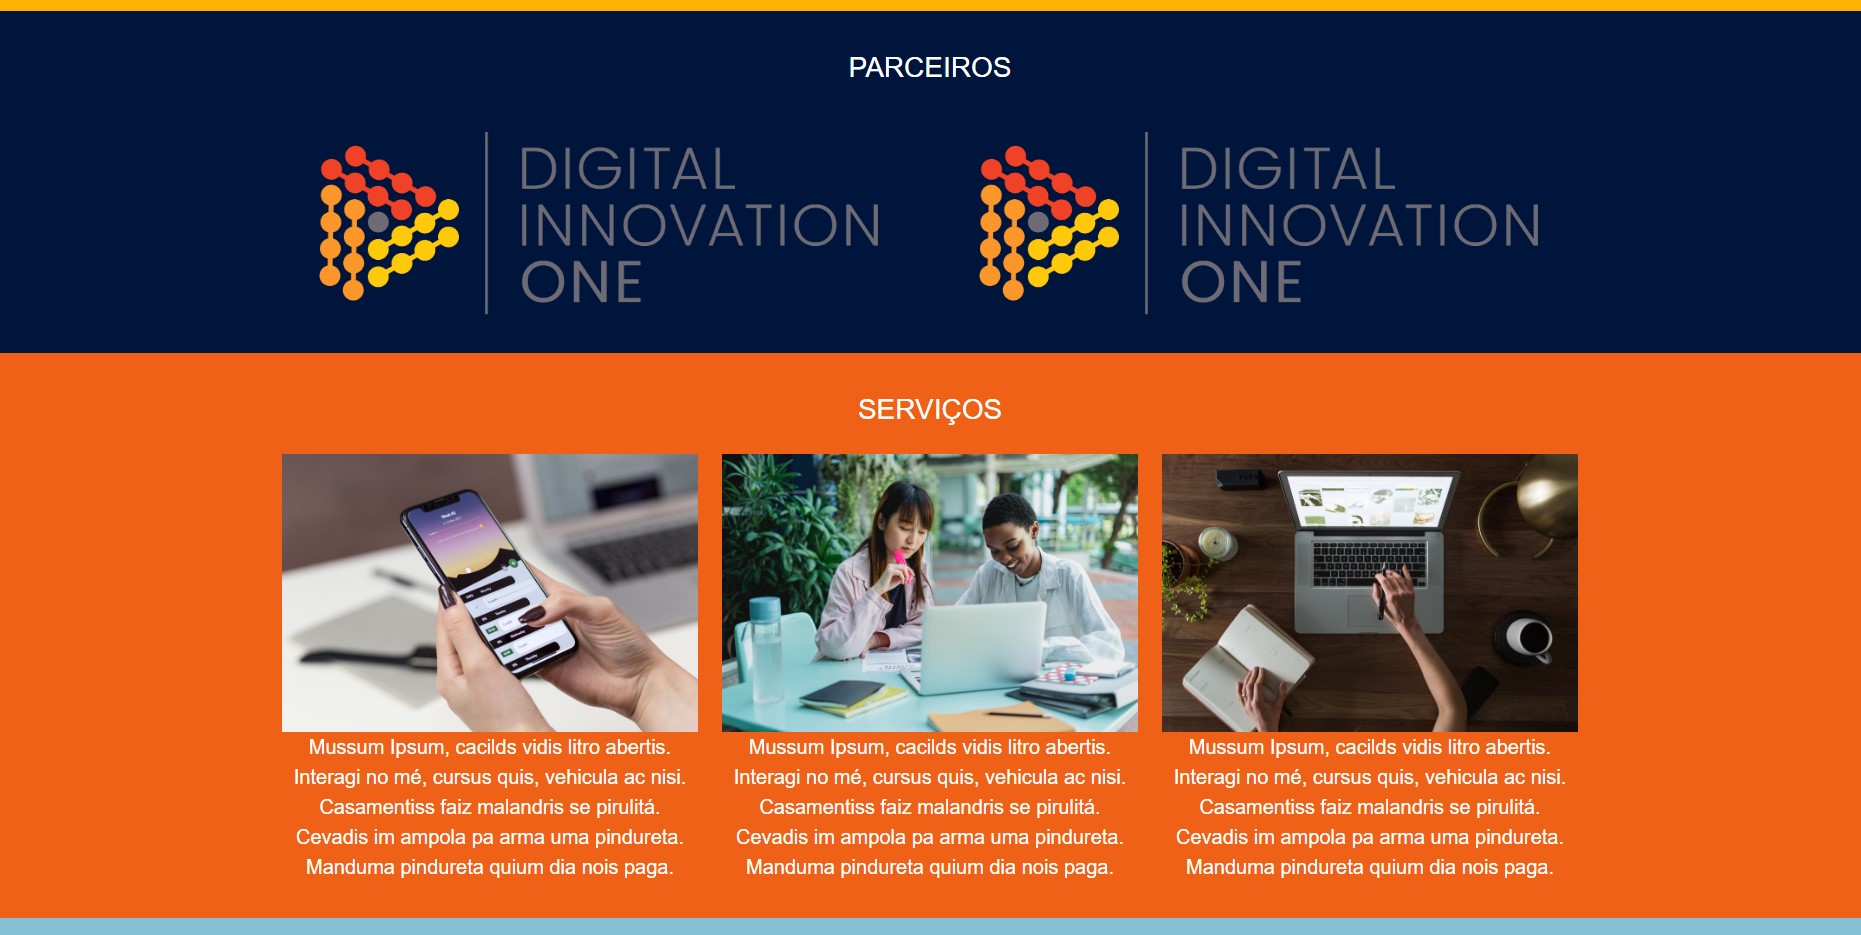 PARCEIROS
DIGITAL
INNOVATION
ONE
DIGITAL
INNOVATION
ONE
SERVIÇOS
Mussum Ipsum, cacilds vidis litro abertis.
Interagi no mé, cursus quis, vehicula ac nisi.
Casamentiss faiz malandris se pirulitá.
Cevadis im ampola pa arma uma pindureta.
Manduma pindureta quium dia nois paga.
Mussum Ipsum, cacilds vidis litro abertis.
Interagi no mé, cursus quis, vehicula ac nisi.
Casamentiss faiz malandris se pirulitá.
Cevadis im ampola pa arma uma pindureta.
Manduma pindureta quium dia nois paga.
Mussum Ipsum, cacilds vidis litro abertis.
Interagi no mé, cursus quis, vehicula ac nisi.
Casamentiss faiz malandris se pirulitá.
Cevadis im ampola pa arma uma pindureta.
Manduma pindureta quium dia nois paga.